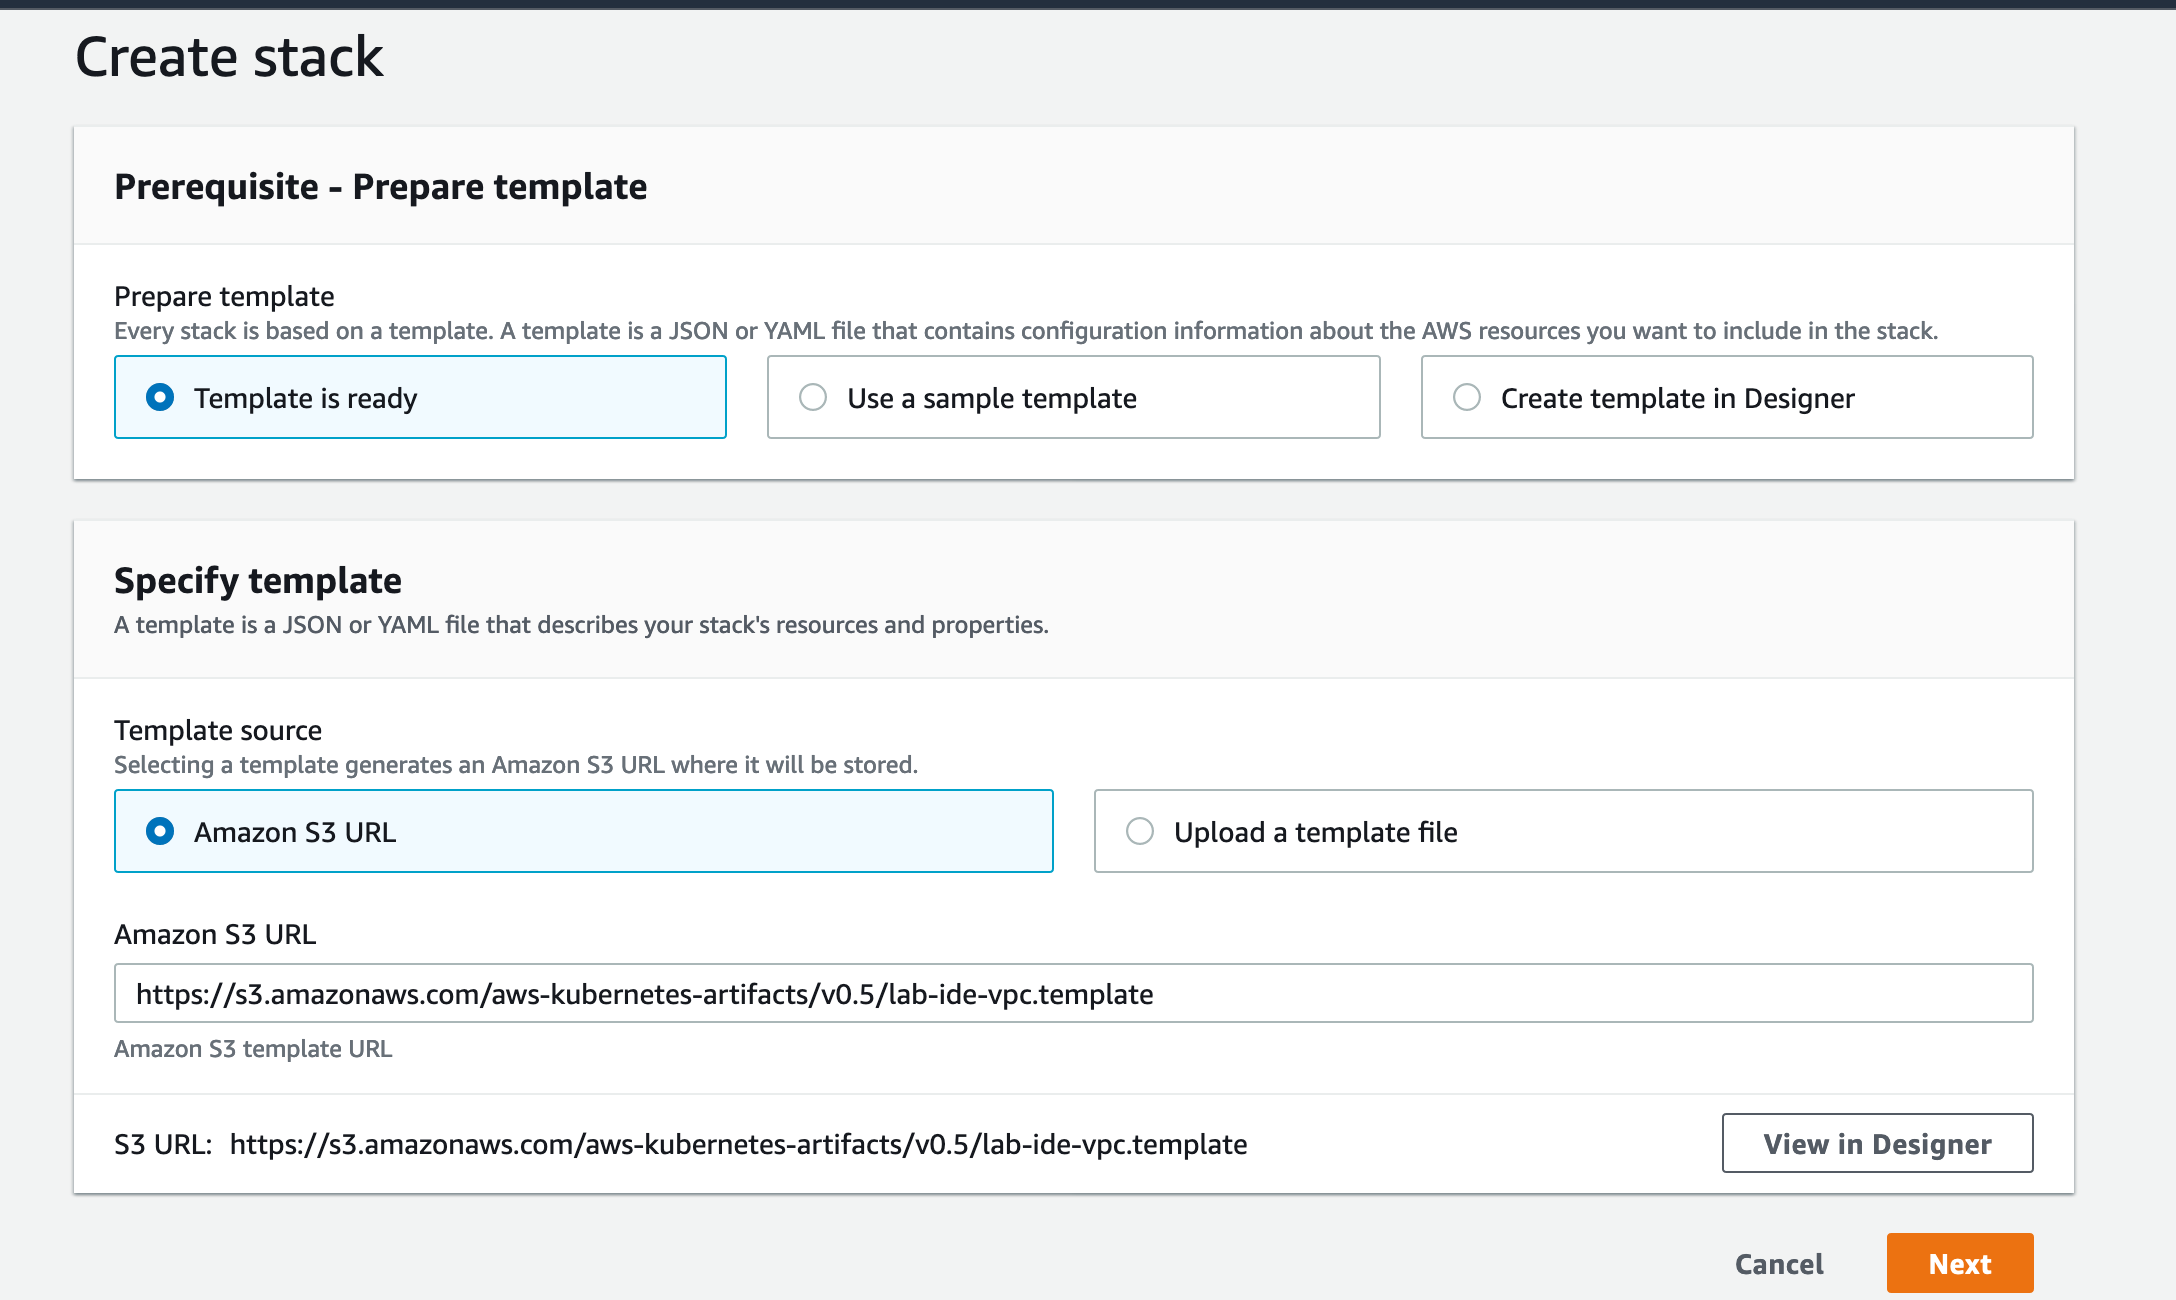 Create stack
Prerequisite - Prepare template
Prepare template
Every stack is based on a template. A template is a JSON or YAML file that contains configuration information about the AWS resources you want to include in the stack.
Template is ready
Use a sample template
Create template in Designer
Specify template
A template is a JSON or YAML file that describes your stack's resources and properties.
Template source
Selecting a template generates an Amazon S3 URL where it will be stored.
Amazon S3 URL
Upload a template file
Amazon S3 URL
https://s3.amazonaws.com/aws-kubernetes-artifacts/v0.5/lab-ide-vpc.template
Amazon S3 template URL
S3 URL: https://s3.amazonaws.com/aws-kubernetes-artifacts/v0.5/lab-ide-vpc.template
View in Designer
Cancel
Next